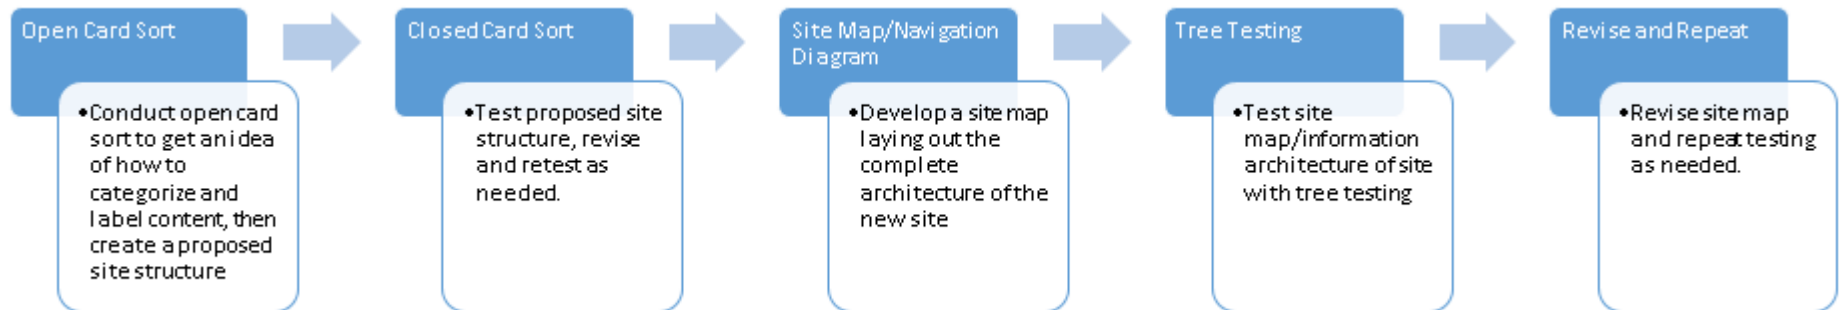 Open Card Sort
•Conduct open card
sort to get an idea
of how to
categorize and
label content, then
create a proposed
site structure
Closed Card Sort
•Test proposed site
structure, revise
and retest as
needed.
Site Map/Navigation
Diagram
•Develop a site map
laying out the
complete
architecture of the
new site
Tree Testing
•Test site
map/information
architecture of site
with tree testing
Revise and Repeat
•Revise site map
and repeat testing
as needed.